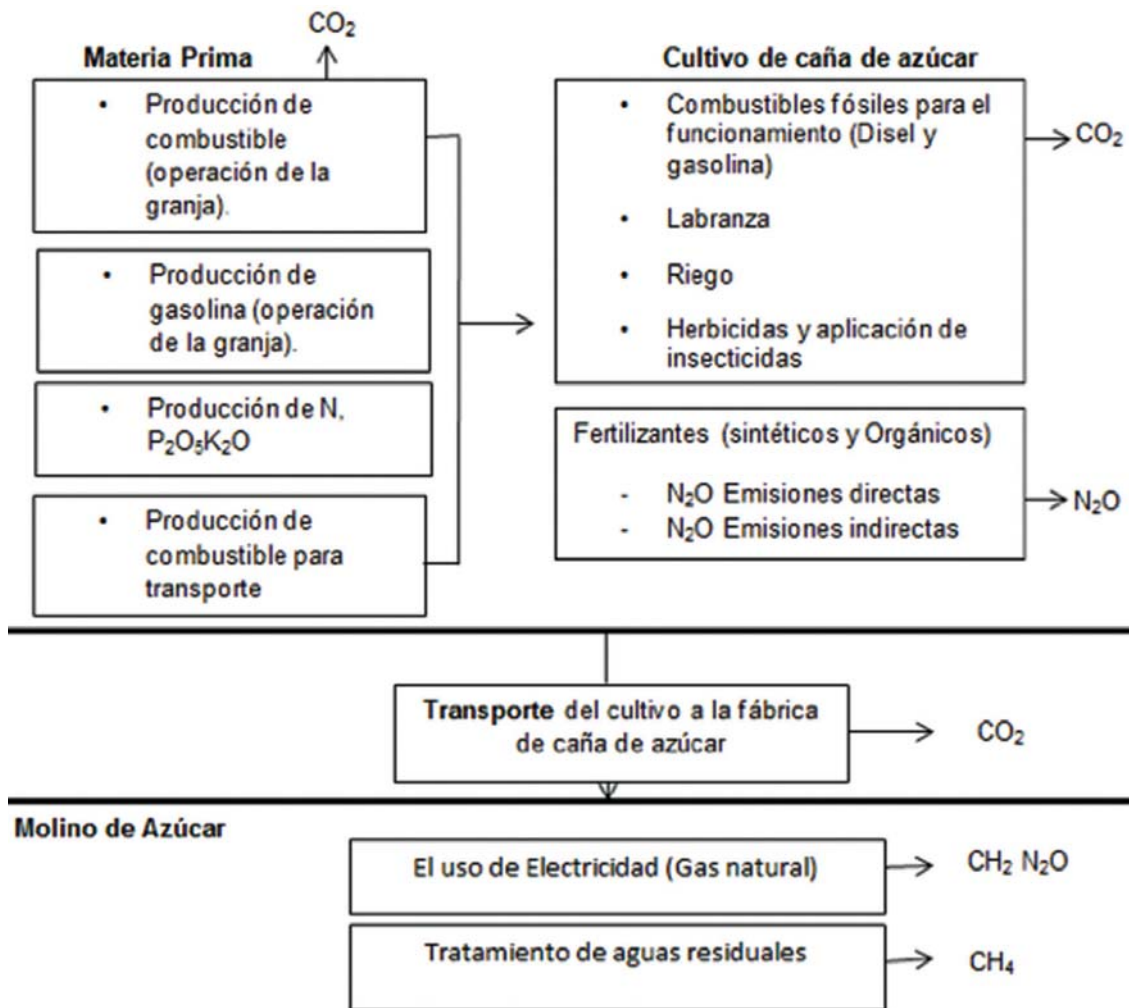 CO₂
Materia Prima
• Producción de
combustible
(operación de la
granja).
• Producción de
gasolina (operación
de la granja).
• Producción de N,
P₂O₅K₂O
• Producción de
combustible para
transporte
Cultivo de caña de azúcar
• Combustibles fósiles para el
funcionamiento (Disel y
gasolina)
• Labranza
• Riego
• Herbicidas y aplicación de
insecticidas
CO₂
Fertilizantes (sintéticos y Orgánicos)
- N₂O Emisiones directas
- N₂O Emisiones indirectas
N₂O
Transporte del cultivo a la fábrica
de caña de azúcar
CO₂
Molino de Azúcar
El uso de Electricidad (Gas natural)
CH₂ N₂O
Tratamiento de aguas residuales
CH₄